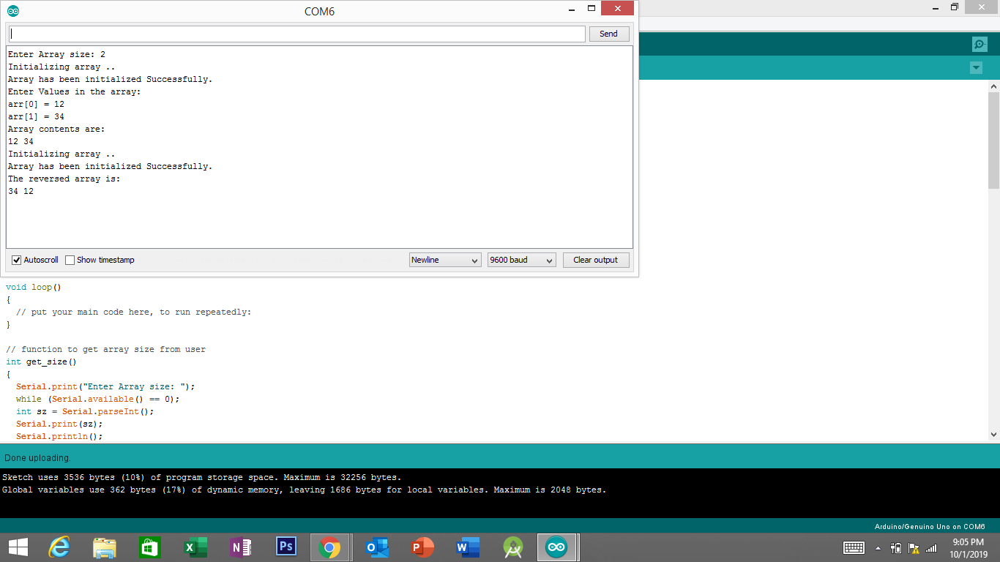 COM6
Send
Enter Array size: 2
Initializing array ..
Array has been initialized Successfully.
Enter Values in the array:
arr[0] = 12
arr[1] = 34
Array contents are:
12 34
Initializing array ..
Array has been initialized Successfully.
The reversed array is:
34 12
Autoscroll Show timestamp Newline 9600 baud Clear output
void loop()
{
  // put your main code here, to run repeatedly:
}
// function to get array size from user
int get_size()
{
  Serial.print("Enter Array size: ");
  while (Serial.available() == 0);
  int sz = Serial.parseInt();
  Serial.print(sz);
  Serial.println();
Done uploading.
Sketch uses 3536 bytes (10%) of program storage space. Maximum is 32256 bytes.
Global variables use 362 bytes (17%) of dynamic memory, leaving 1686 bytes for local variables. Maximum is 2048 bytes.
Arduino/Genuino Uno on COM6
9:05 PM
10/1/2019